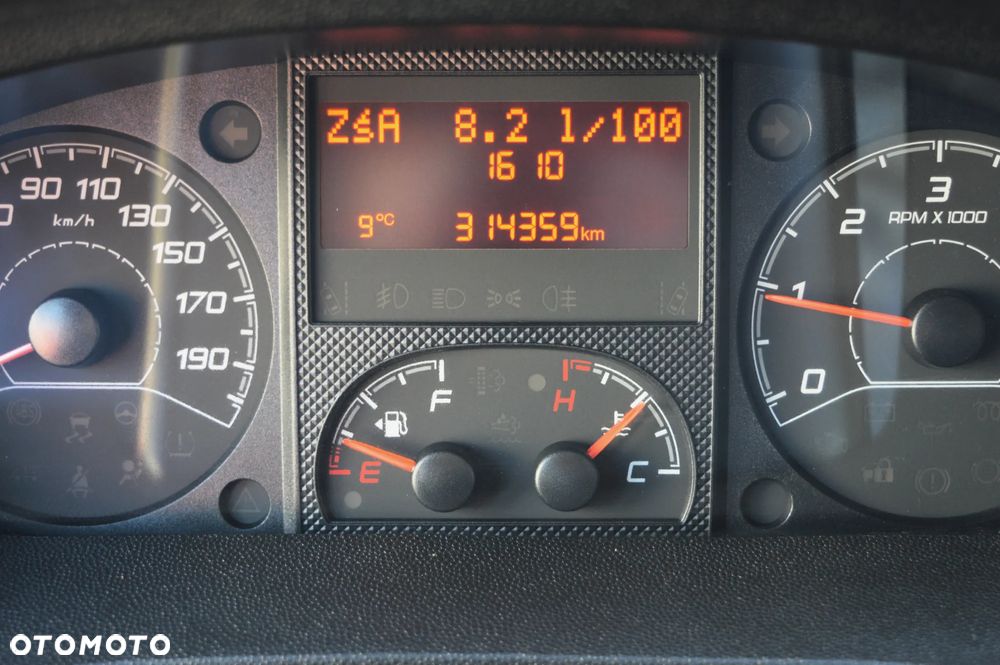 ZśA 8.2 l/100
16 10
9°C 314359km
90 110 130 150 170 190
km/h
0 1 2 3
RPM X 1000
F E
H C
OTOMOTO